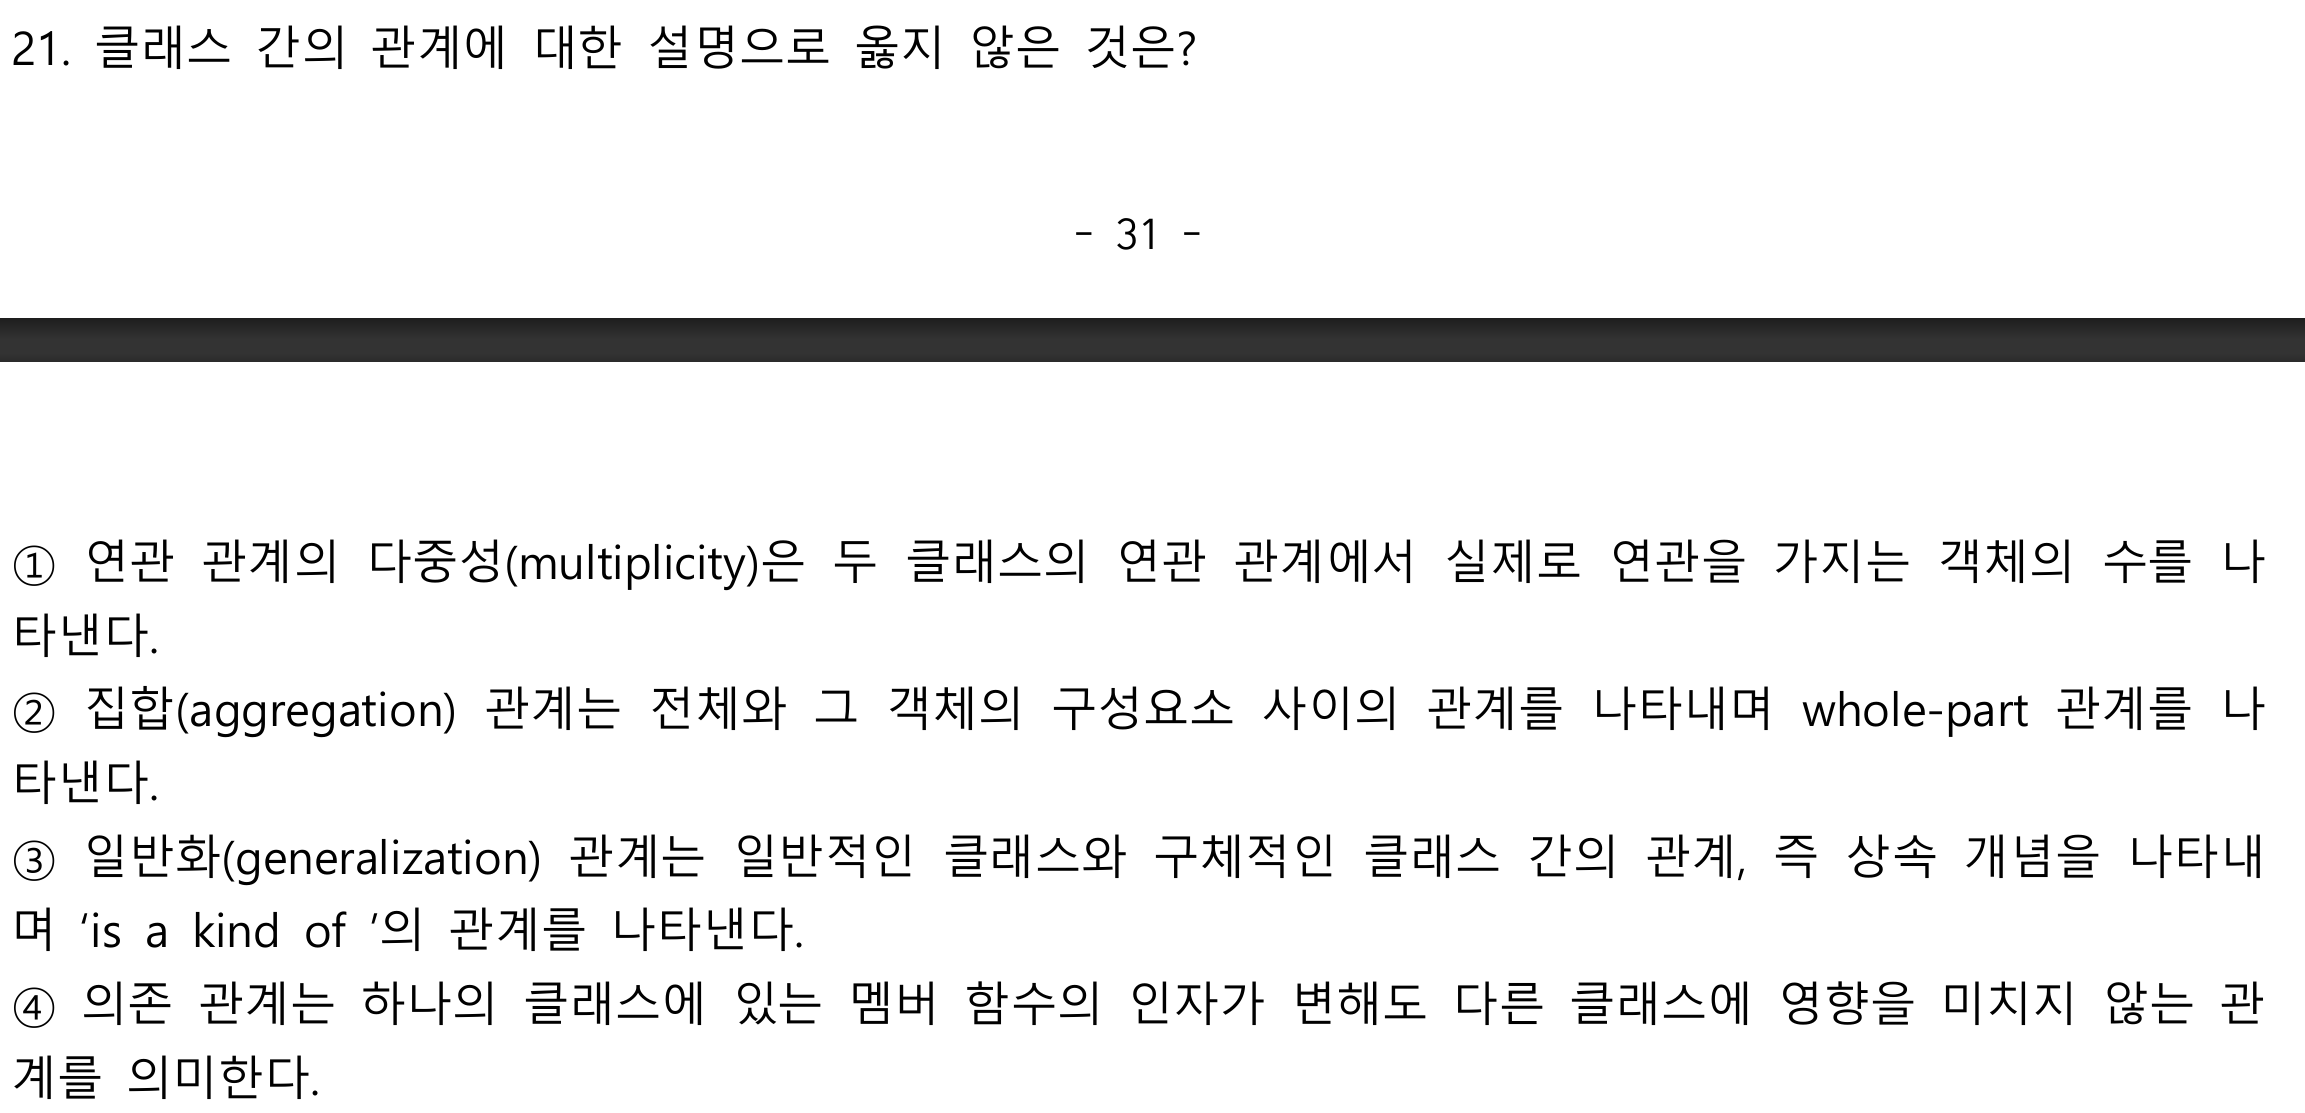 21. 클래스 간의 관계에 대한 설명으로 옳지 않은 것은?
- 31 -
① 연관 관계의 다중성(multiplicity)은 두 클래스의 연관 관계에서 실제로 연관을 가지는 객체의 수를 나
타낸다.
② 집합(aggregation) 관계는 전체와 그 객체의 구성요소 사이의 관계를 나타내며 whole-part 관계를 나
타낸다.
③ 일반화(generalization) 관계는 일반적인 클래스와 구체적인 클래스 간의 관계, 즉 상속 개념을 나타내
며 ‘is a kind of ’의 관계를 나타낸다.
④ 의존 관계는 하나의 클래스에 있는 멤버 함수의 인자가 변해도 다른 클래스에 영향을 미치지 않는 관
계를 의미한다.